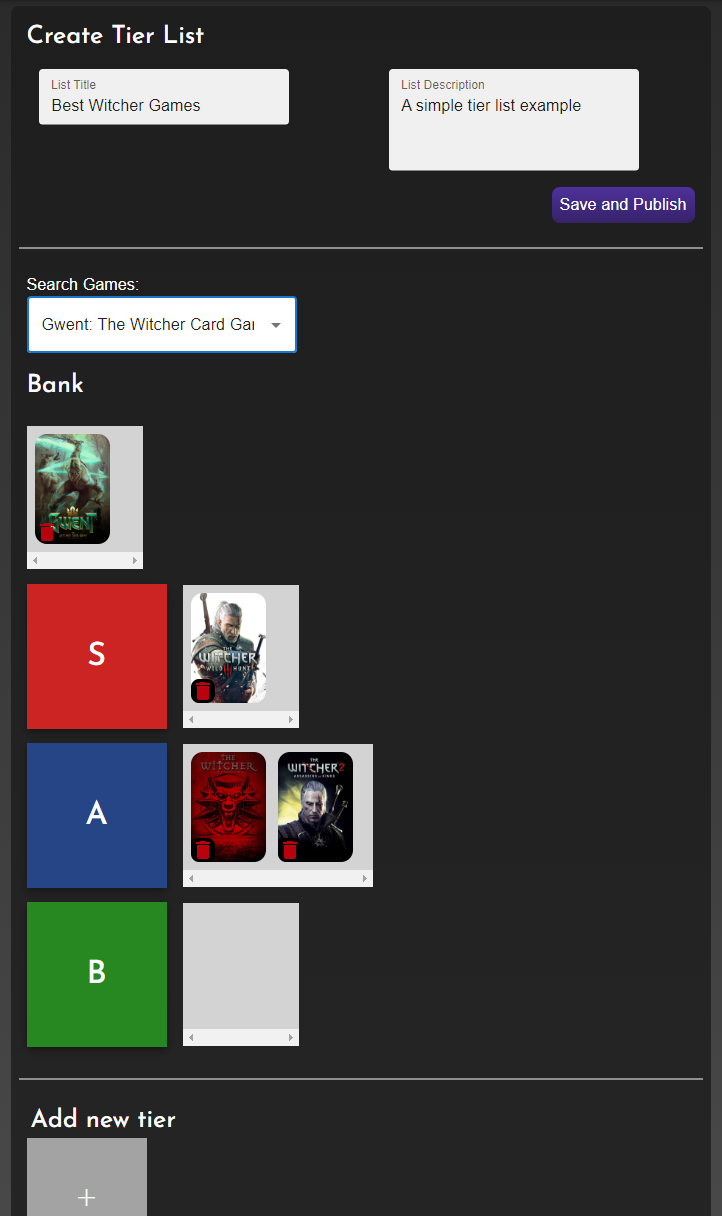 Create Tier List
List Title
Best Witcher Games
List Description
A simple tier list example
Save and Publish
Search Games:
Gwent: The Witcher Card Gar
Bank
GWENT
S
THE
WITCHER
WILD HUNT
A
THE
WITCHER
THE
WITCHER 2
ASSASSINS OF KINGS
B
Add new tier
+